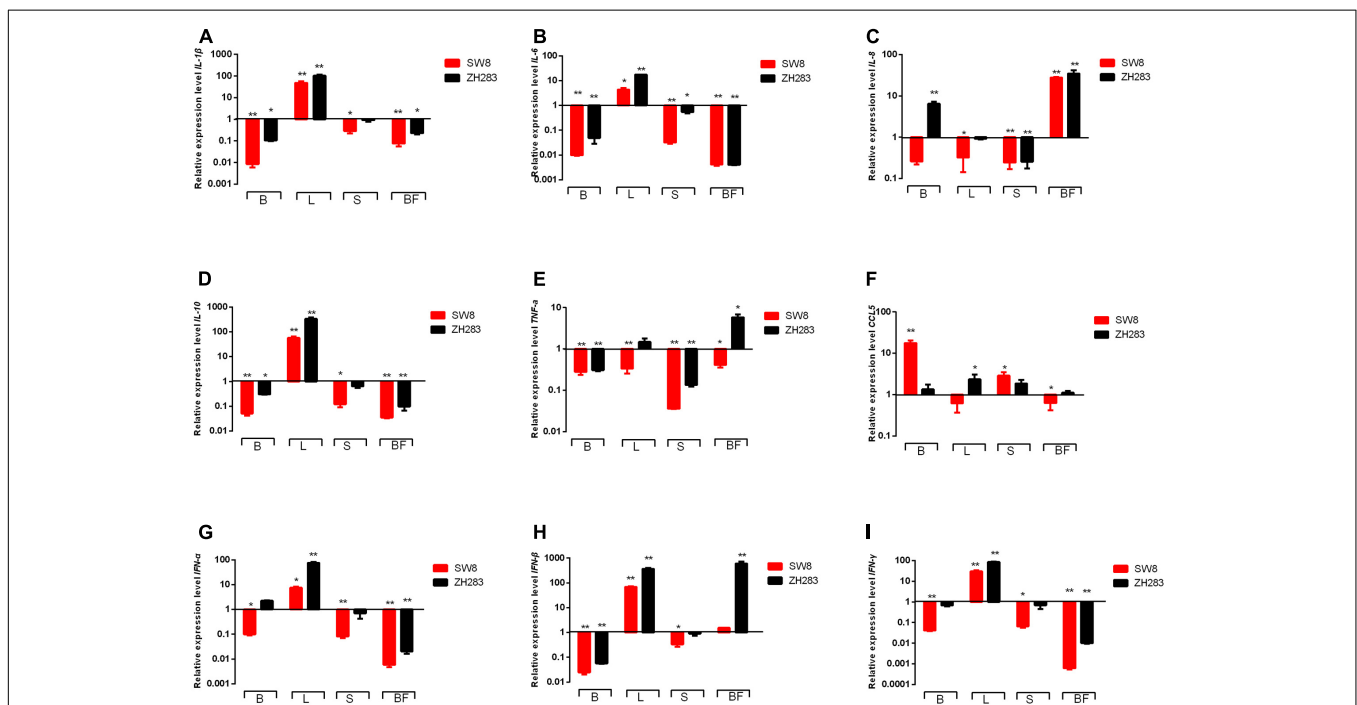 A
Relative expression level IL-1β
1000
100
10
1
0.1
0.01
0.001
** * ** ** * ** *
B L S BF
SW8
ZH283
B
Relative expression level IL-6
100
10
1
0.1
0.01
0.001
** ** * ** ** * ** **
B L S BF
SW8
ZH283
C
Relative expression level IL-8
100
10
1
0.1
** * ** ** ** **
B L S BF
SW8
ZH283
D
Relative expression level IL-10
1000
100
10
1
0.1
0.01
** * ** ** * ** **
B L S BF
SW8
ZH283
E
Relative expression level TNF-a
100
10
1
0.1
0.01
** ** ** ** ** * *
B L S BF
SW8
ZH283
F
Relative expression level CCL5
100
10
1
0.1
** * * *
B L S BF
SW8
ZH283
G
Relative expression level IFN-α
100
10
1
0.1
0.01
0.001
* * ** ** ** **
B L S BF
SW8
ZH283
H
Relative expression level IFN-β
1000
100
10
1
0.1
0.01
** ** ** ** * **
B L S BF
SW8
ZH283
I
Relative expression level IFN-γ
100
10
1
0.1
0.01
0.001
0.0001
** ** ** * ** **
B L S BF
SW8
ZH283